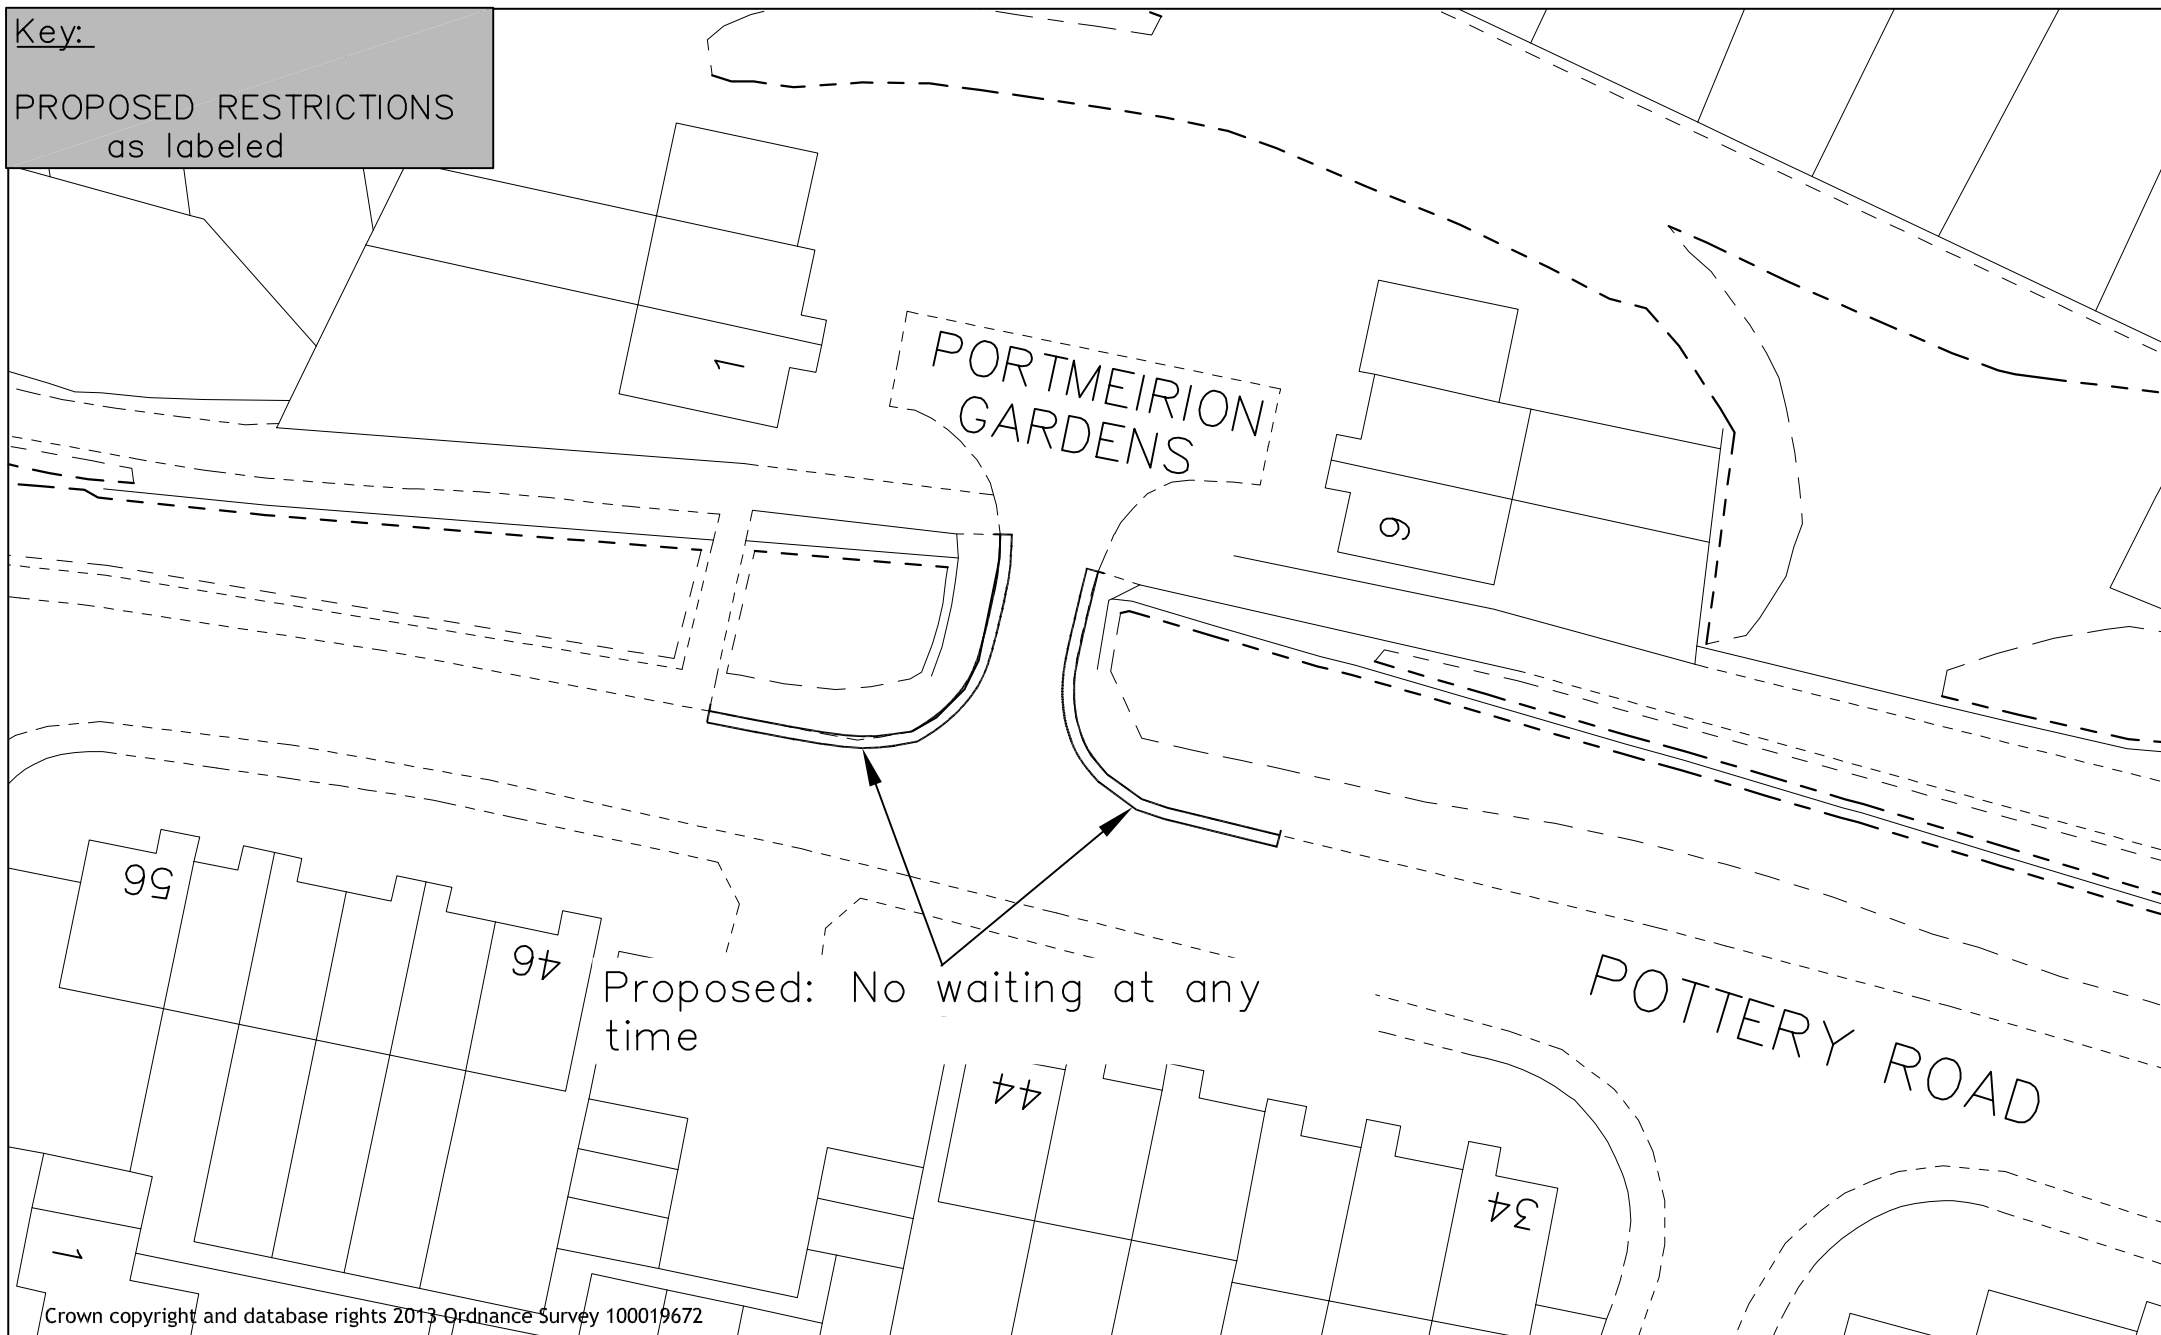 Key:
PROPOSED RESTRICTIONS
as labeled
1
PORTMEIRION
GARDENS
6
56
46
Proposed: No waiting at any
time
POTTERY ROAD
44
34
1
Crown copyright and database rights 2013 Ordnance Survey 100019672